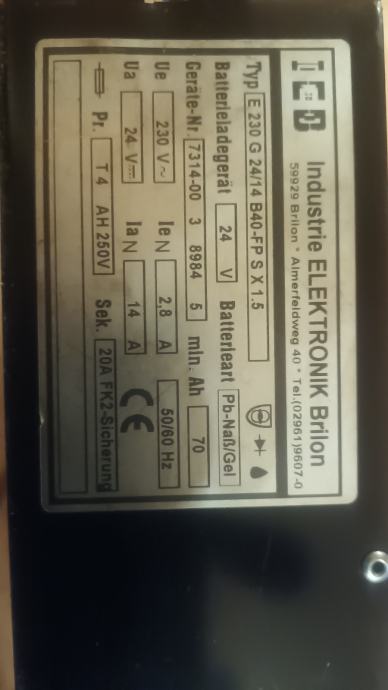 IEB
Industrie ELEKTRONIK Brilon
59929 Brilon * Almerfeldweg 40 * Tel.(02961)9607-0
Typ E 230 G 24/14 B40-FP S X 1.5
Batterieladegerät 24 V Batterieart Pb-Naß/Gel
Geräte-Nr. 7314-00 3 8984 5 min. Ah 70
Ue 230 V~ Ie N 2,8 A 50/60 Hz
Ua 24 V⎓ Ia N 14 A CE
Pr. T 4 AH 250V Sek. 20A FK2-Sicherung